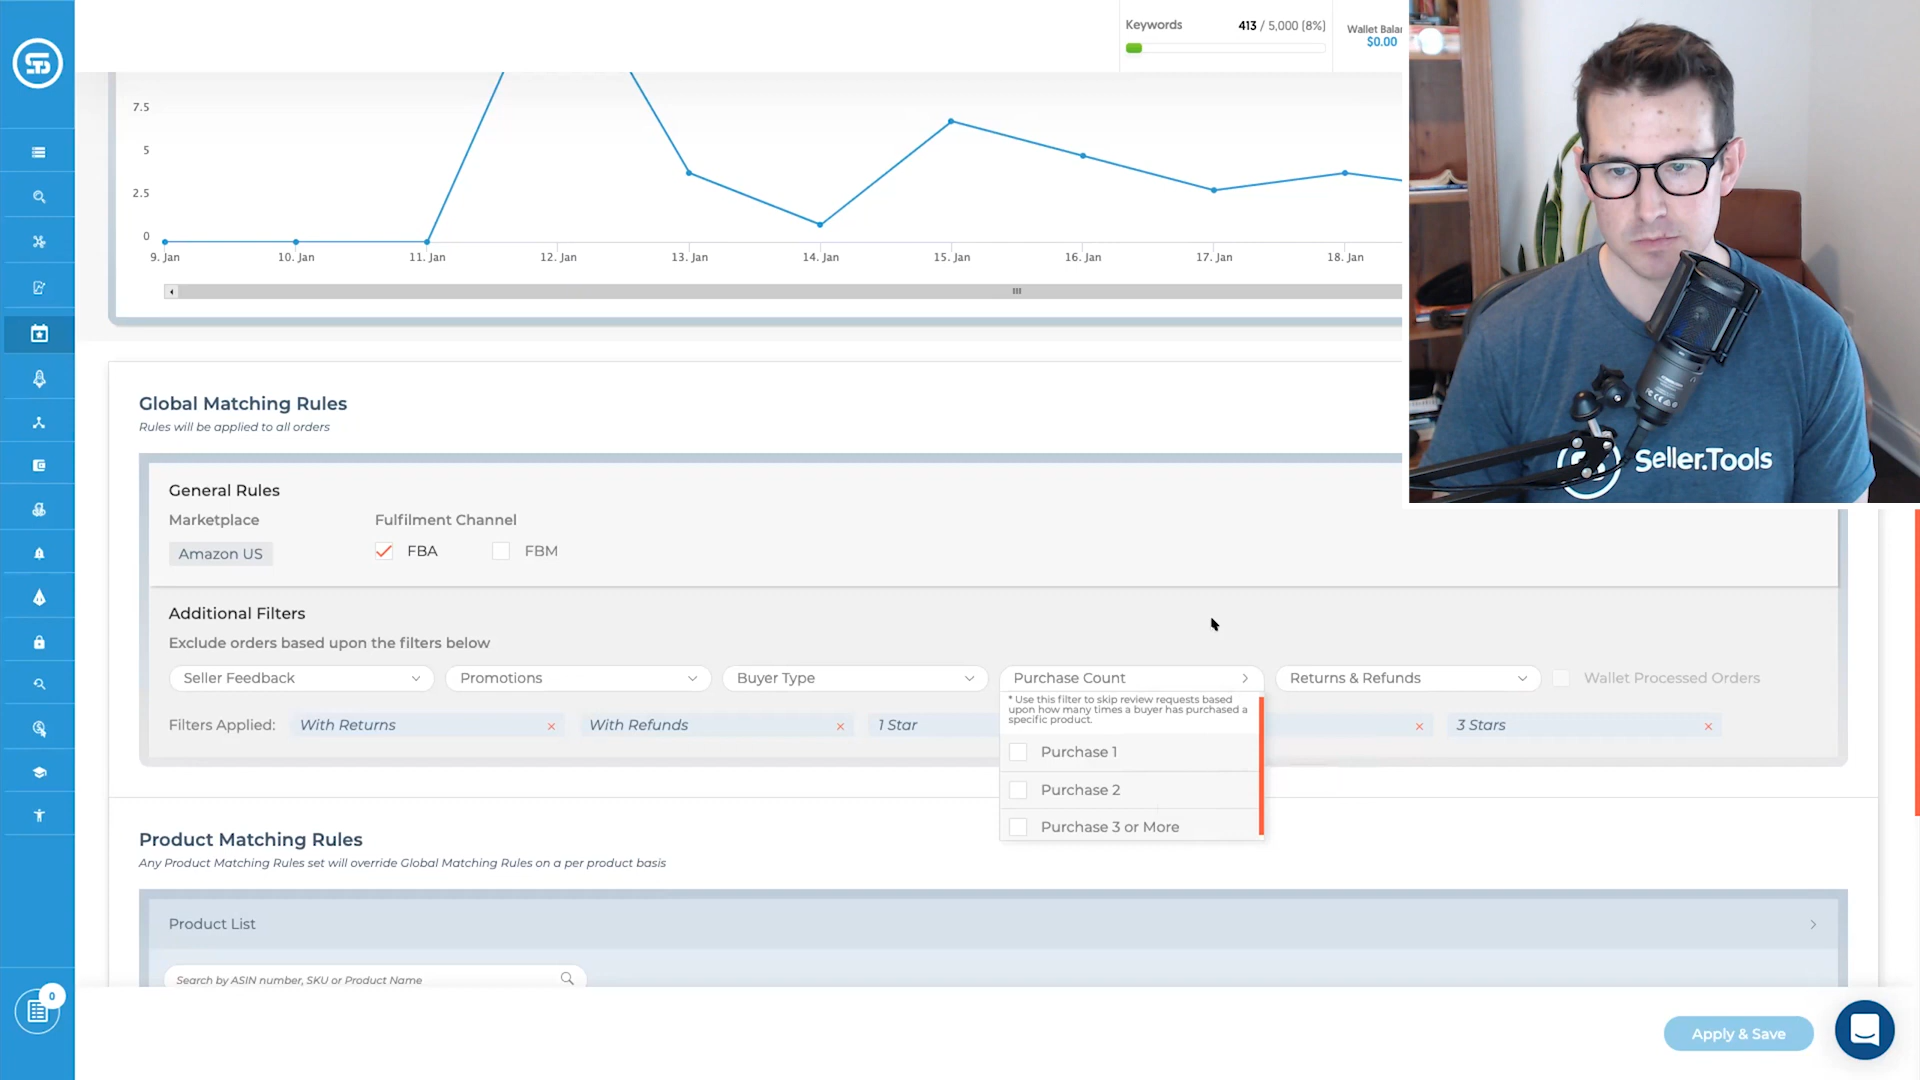 Keywords 413 / 5,000 (8%)
$0.00
7.5
5
2.5
0
9. Jan 10. Jan 11. Jan 12. Jan 13. Jan 14. Jan 15. Jan 16. Jan 17. Jan 18. Jan
Seller.Tools
Global Matching Rules
Rules will be applied to all orders
General Rules
Marketplace Fulfilment Channel
Amazon US FBA FBM
Additional Filters
Exclude orders based upon the filters below
Seller Feedback Promotions Buyer Type Purchase Count Returns & Refunds Wallet Processed Orders
* Use this filter to skip review requests based
upon how many times a buyer has purchased a
specific product.
Filters Applied: With Returns × With Refunds × 1 Star × 3 Stars ×
Purchase 1
Purchase 2
Purchase 3 or More
Product Matching Rules
Any Product Matching Rules set will override Global Matching Rules on a per product basis
Product List
Search by ASIN number, SKU or Product Name
0
Apply & Save